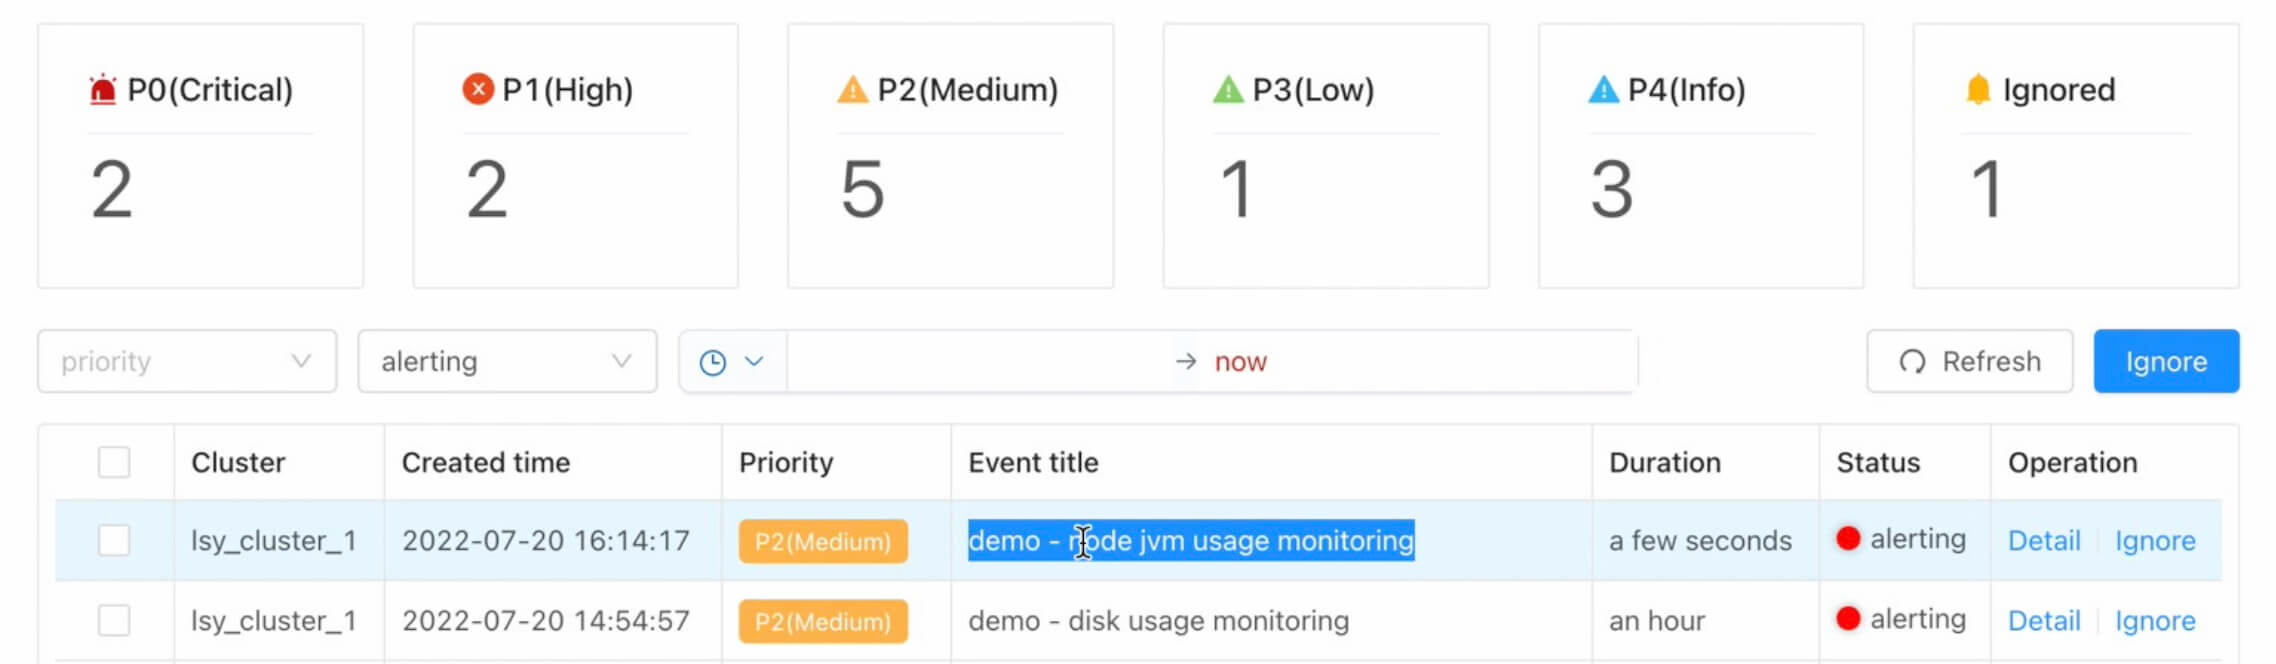 P0(Critical) P1(High) P2(Medium) P3(Low) P4(Info) Ignored
2 2 5 1 3 1
priority alerting → now Refresh Ignore
Cluster Created time Priority Event title Duration Status Operation
lsy_cluster_1 2022-07-20 16:14:17 P2(Medium) demo - node jvm usage monitoring a few seconds alerting Detail Ignore
lsy_cluster_1 2022-07-20 14:54:57 P2(Medium) demo - disk usage monitoring an hour alerting Detail Ignore